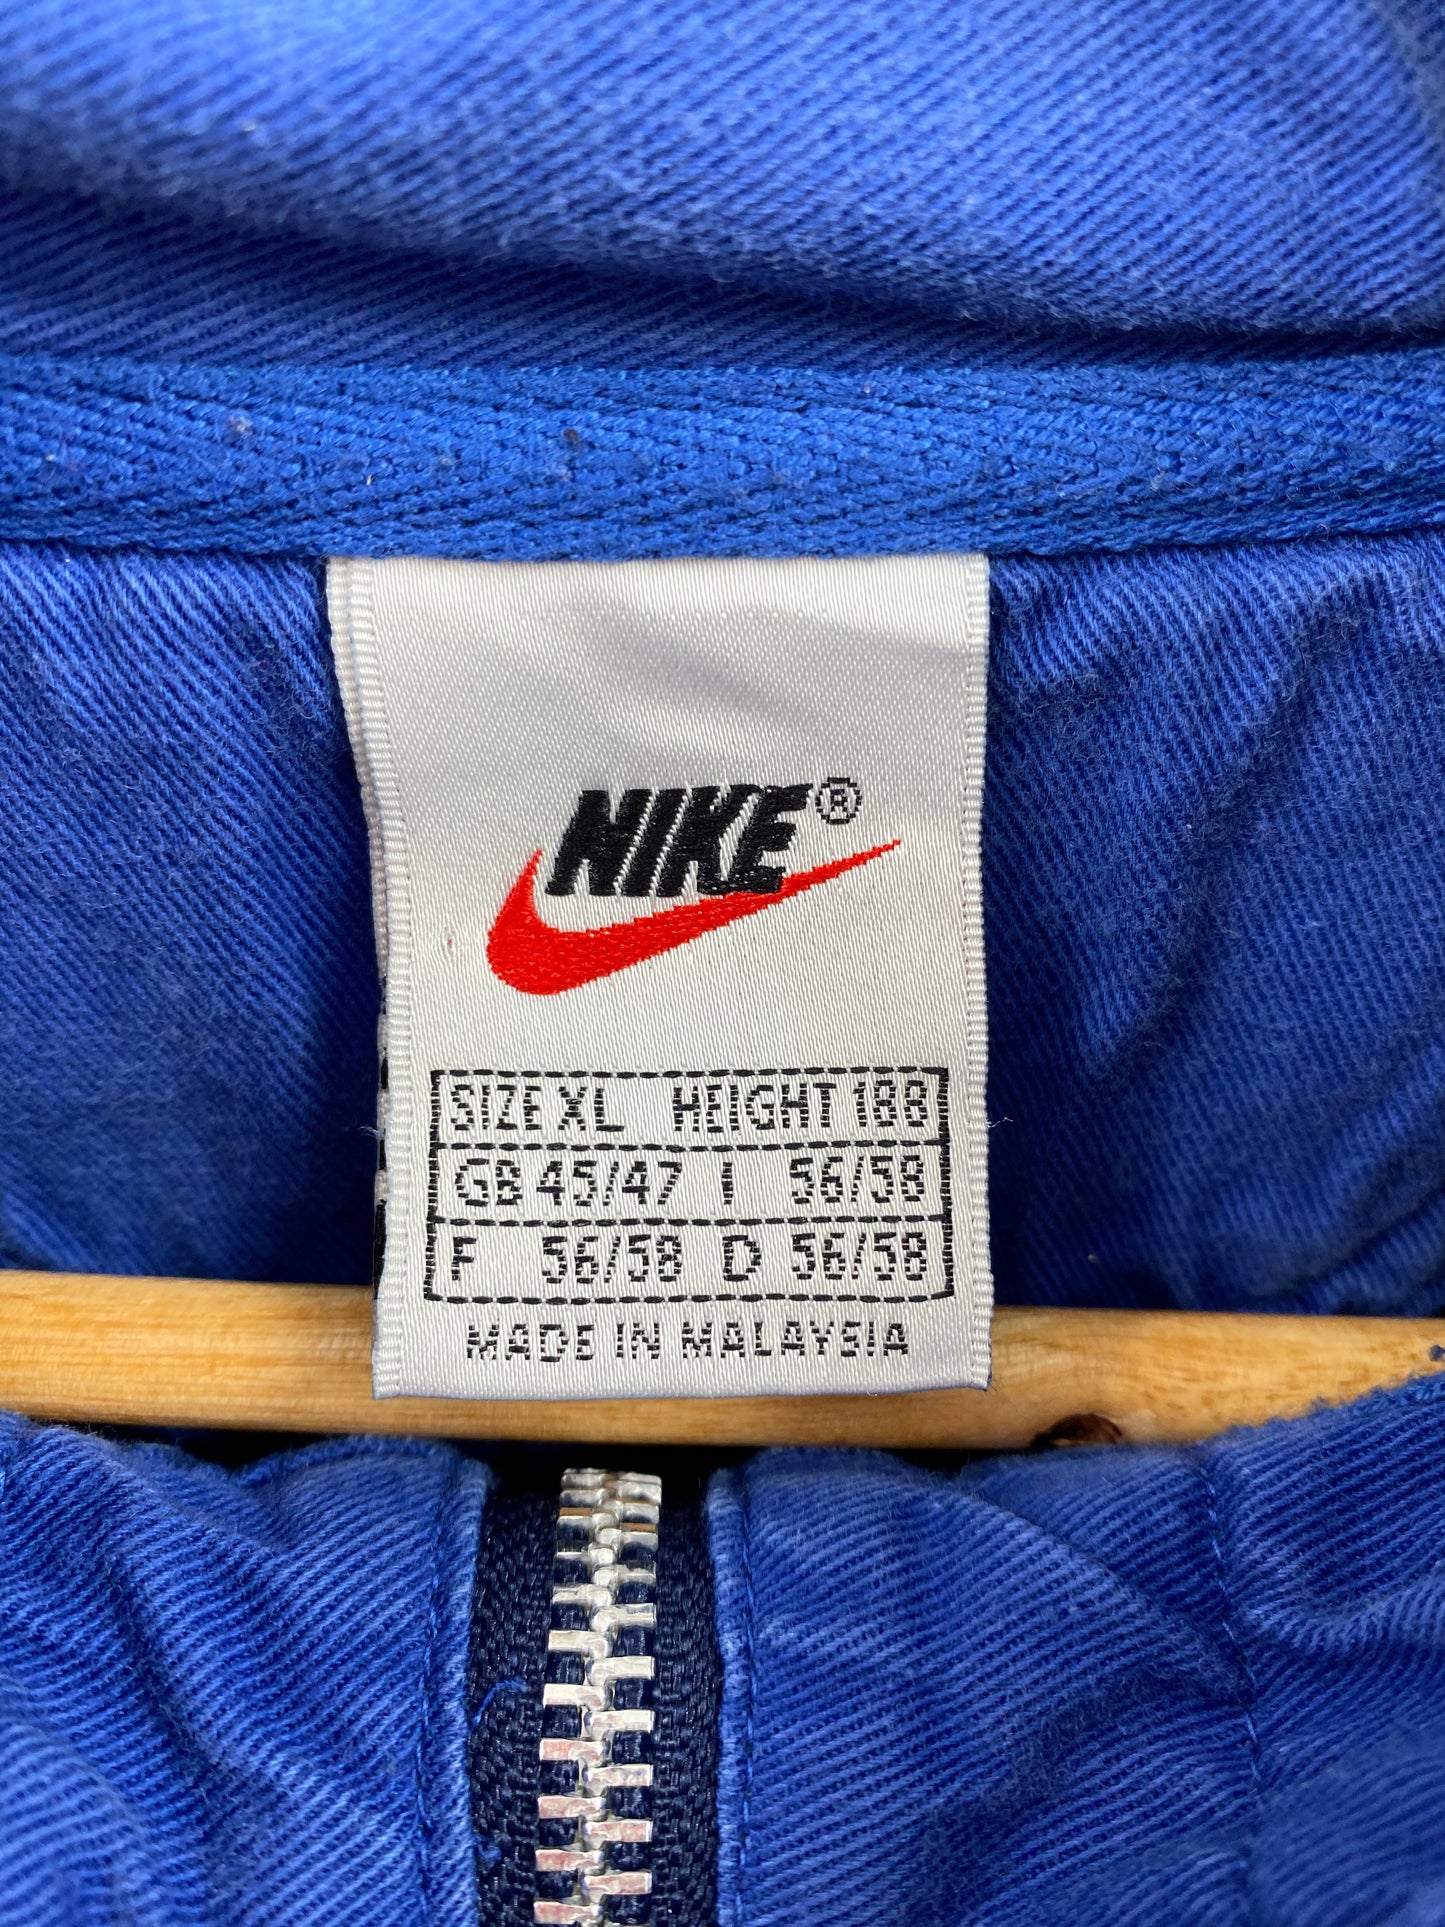 NIKE®
SIZE XL HEIGHT 188
GB 45/47 I 56/58
F 56/58 D 56/58
MADE IN MALAYSIA